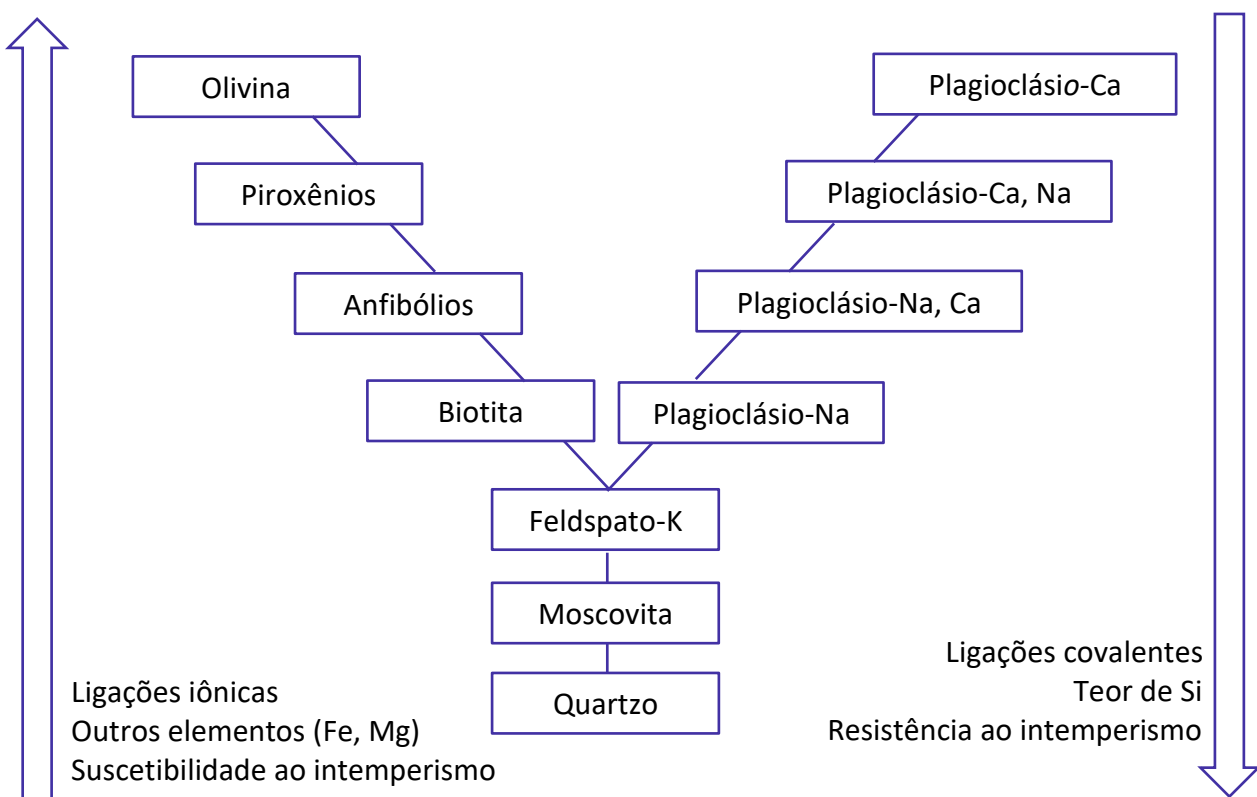 Olivina
Plagioclásio-Ca
Piroxênios
Plagioclásio-Ca, Na
Anfibólios
Plagioclásio-Na, Ca
Biotita
Plagioclásio-Na
Feldspato-K
Moscovita
Quartzo
Ligações iônicas
Outros elementos (Fe, Mg)
Suscetibilidade ao intemperismo
Ligações covalentes
Teor de Si
Resistência ao intemperismo